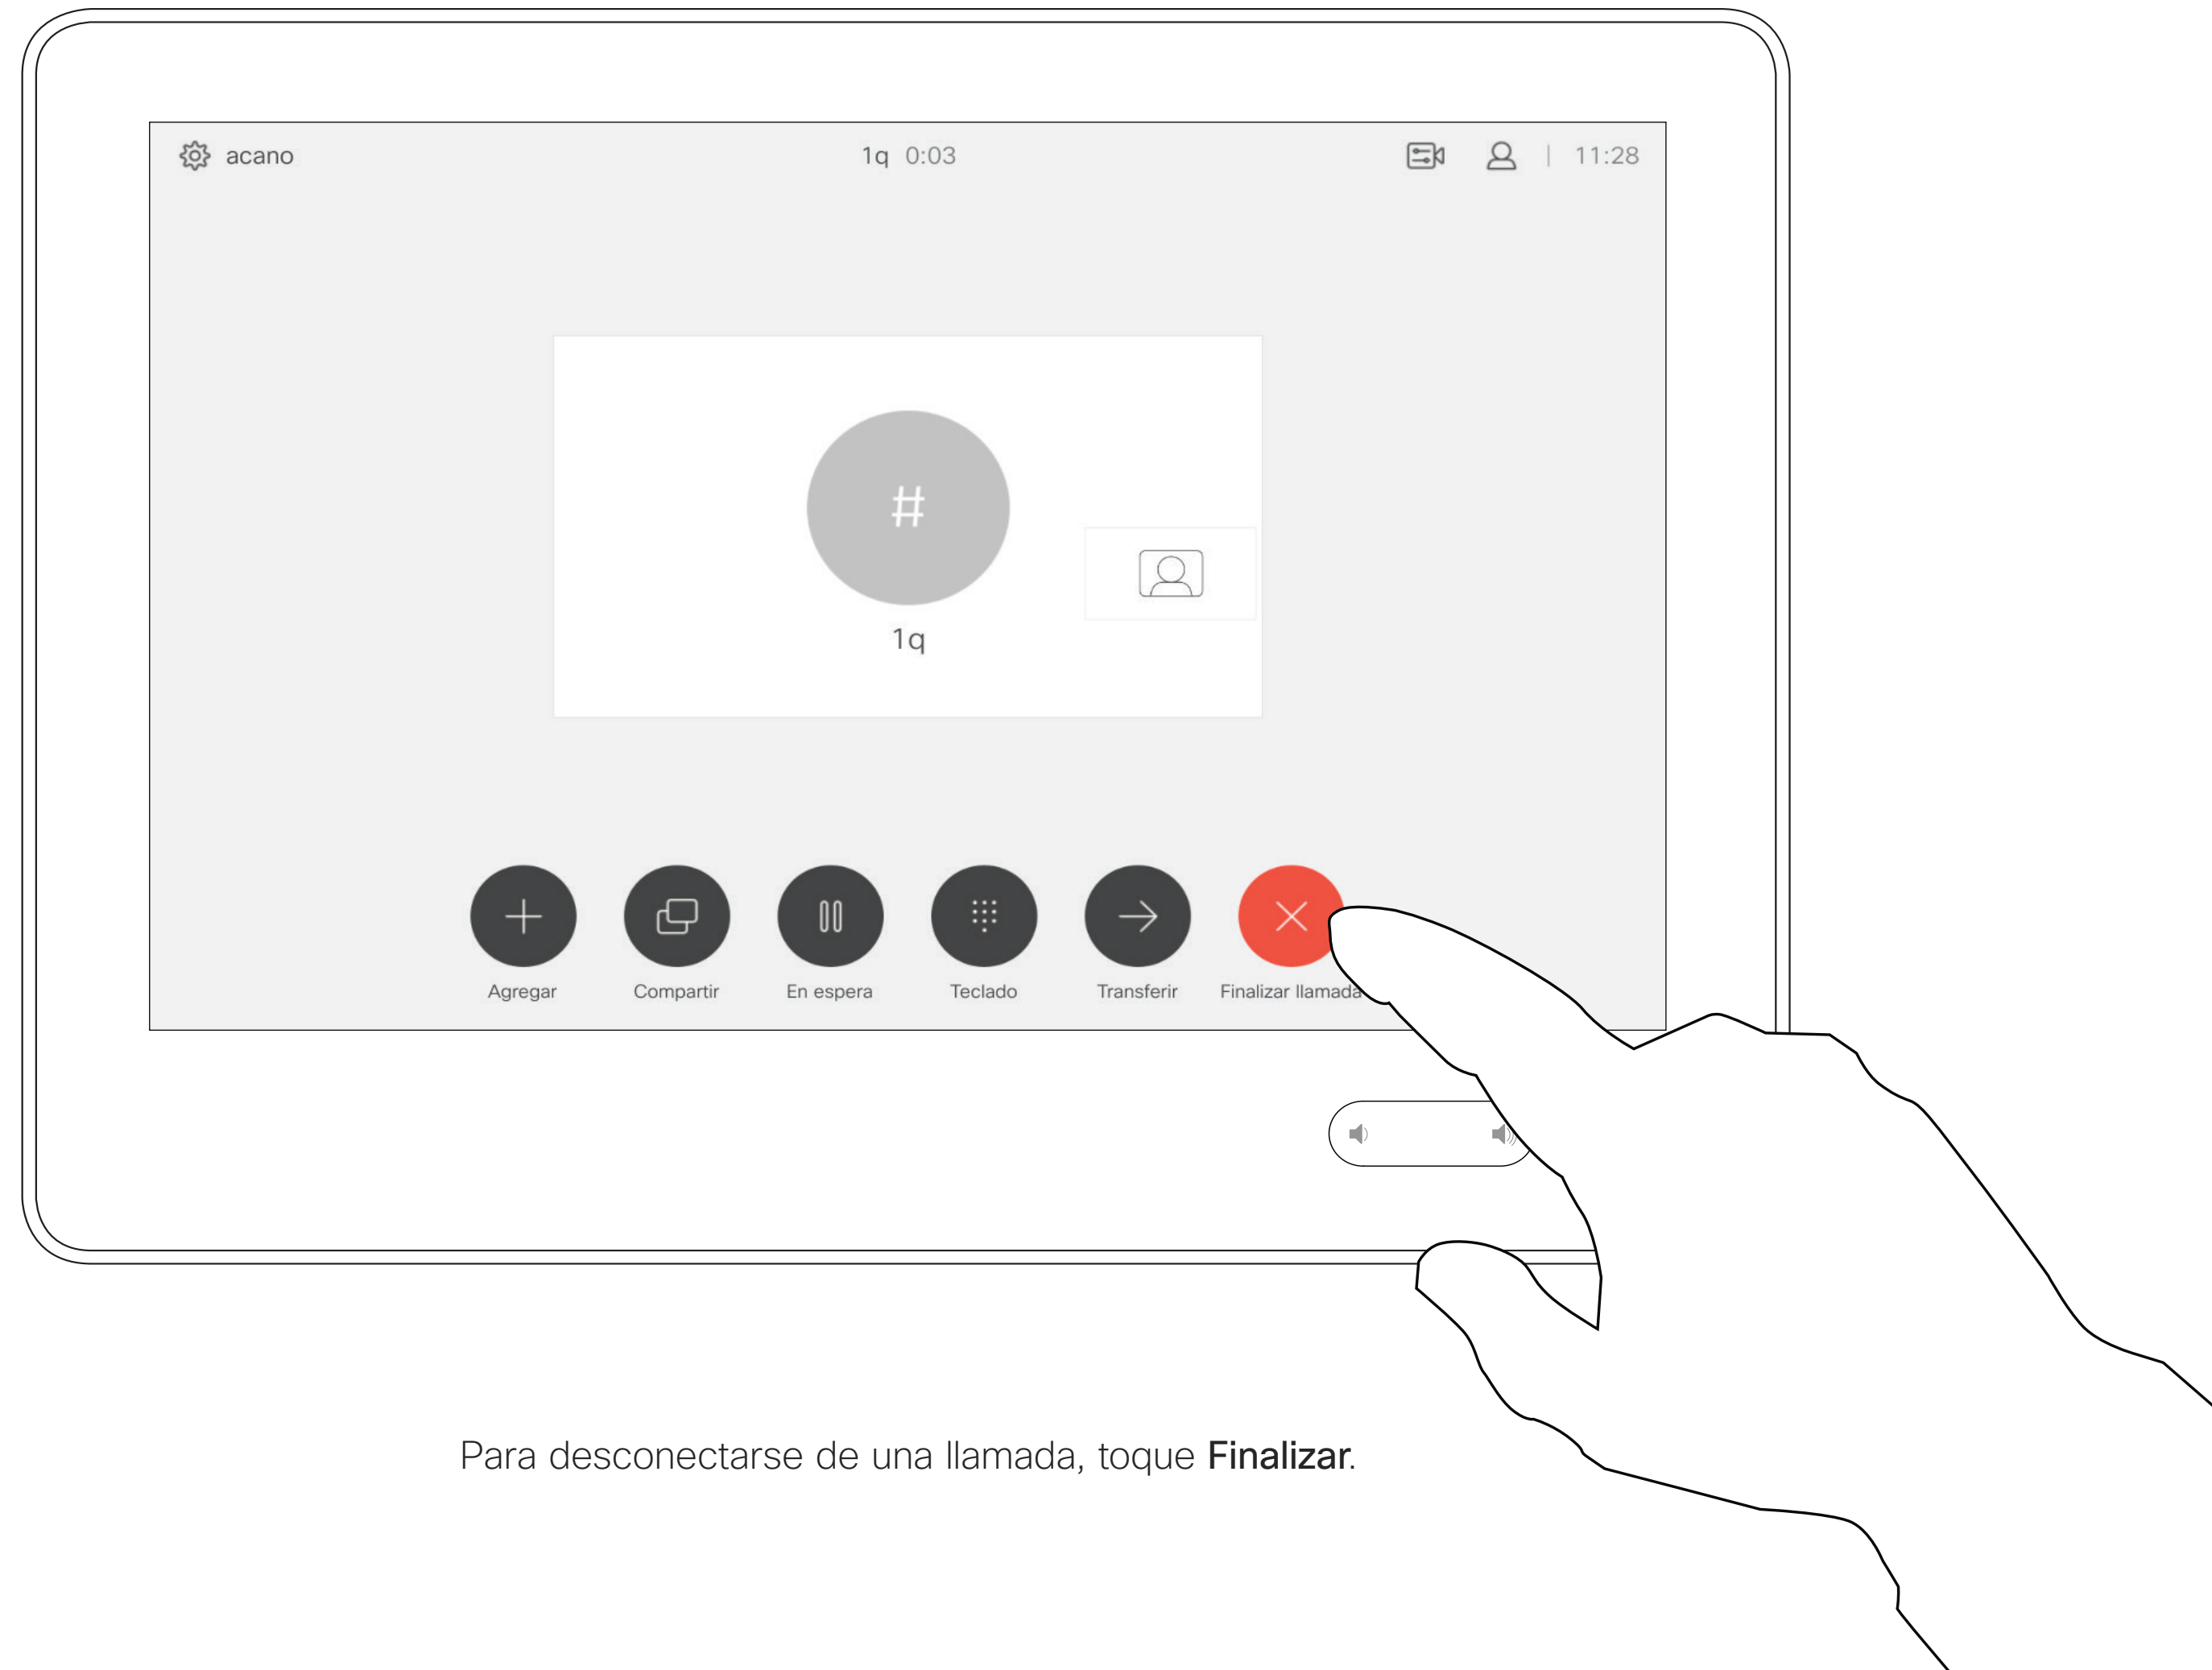 acano
1q 0:03
11:28
#
1q
Agregar
Compartir
En espera
Teclado
Transferir
Finalizar llamada
Para desconectarse de una llamada, toque Finalizar.